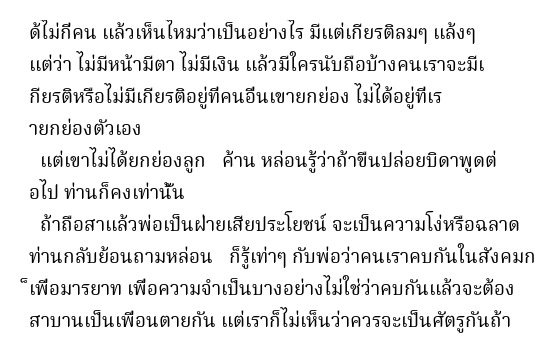 ด้ไม่กี่คน แล้วเห็นไหมว่าเป็นอย่างไร มีแต่เกียรติลมๆ แล้งๆ
แต่ว่า ไม่มีหน้ามีตา ไม่มีเงิน แล้วมีใครนับถือบ้างคนเราจะมีเ
กียรติหรือไม่มีเกียรติอยู่ที่คนอื่นเขายกย่อง ไม่ได้อยู่ที่เร
ายกย่องตัวเอง
แต่เขาไม่ได้ยกย่องลูก ค้าน หล่อนรู้ว่าถ้าขืนปล่อยบิดาพูดต่
อไป ท่านก็คงเท่านั้น
ถ้าถือสาแล้วพ่อเป็นฝ่ายเสียประโยชน์ จะเป็นความโง่หรือฉลาด
ท่านกลับย้อนถามหล่อน ก็รู้เท่าๆ กับพ่อว่าคนเราคบกันในสังคมก
็เพื่อมารยาท เพื่อความจำเป็นบางอย่างไม่ใช่ว่าคบกันแล้วจะต้อง
สาบานเป็นเพื่อนตายกัน แต่เราก็ไม่เห็นว่าควรจะเป็นศัตรูกันถ้า